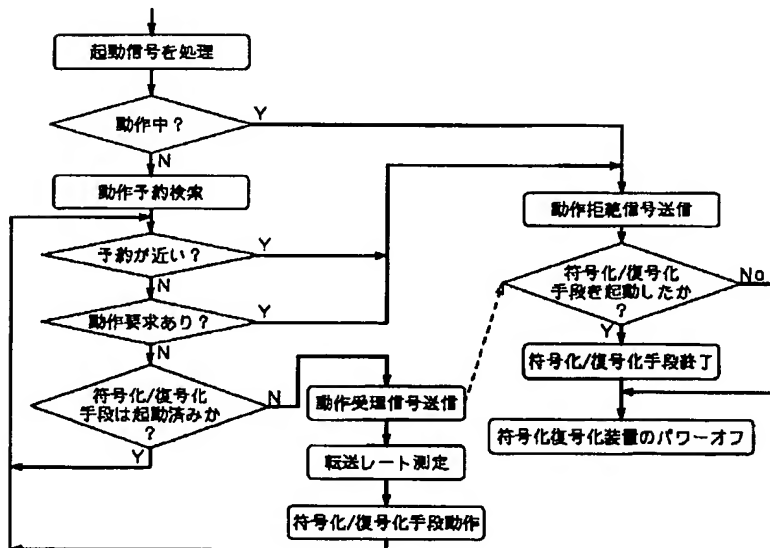 起動信号を処理
動作中?
Y
N
動作予約検索
予約が近い?
Y
N
動作要求あり?
Y
N
符号化/復号化
手段は起動済みか
?
N
Y
動作受理信号送信
転送レート測定
符号化/復号化手段動作
動作拒絶信号送信
符号化/復号化
手段を起動したか
?
No
Y
符号化/復号化手段終了
符号化復号化装置のパワーオフ